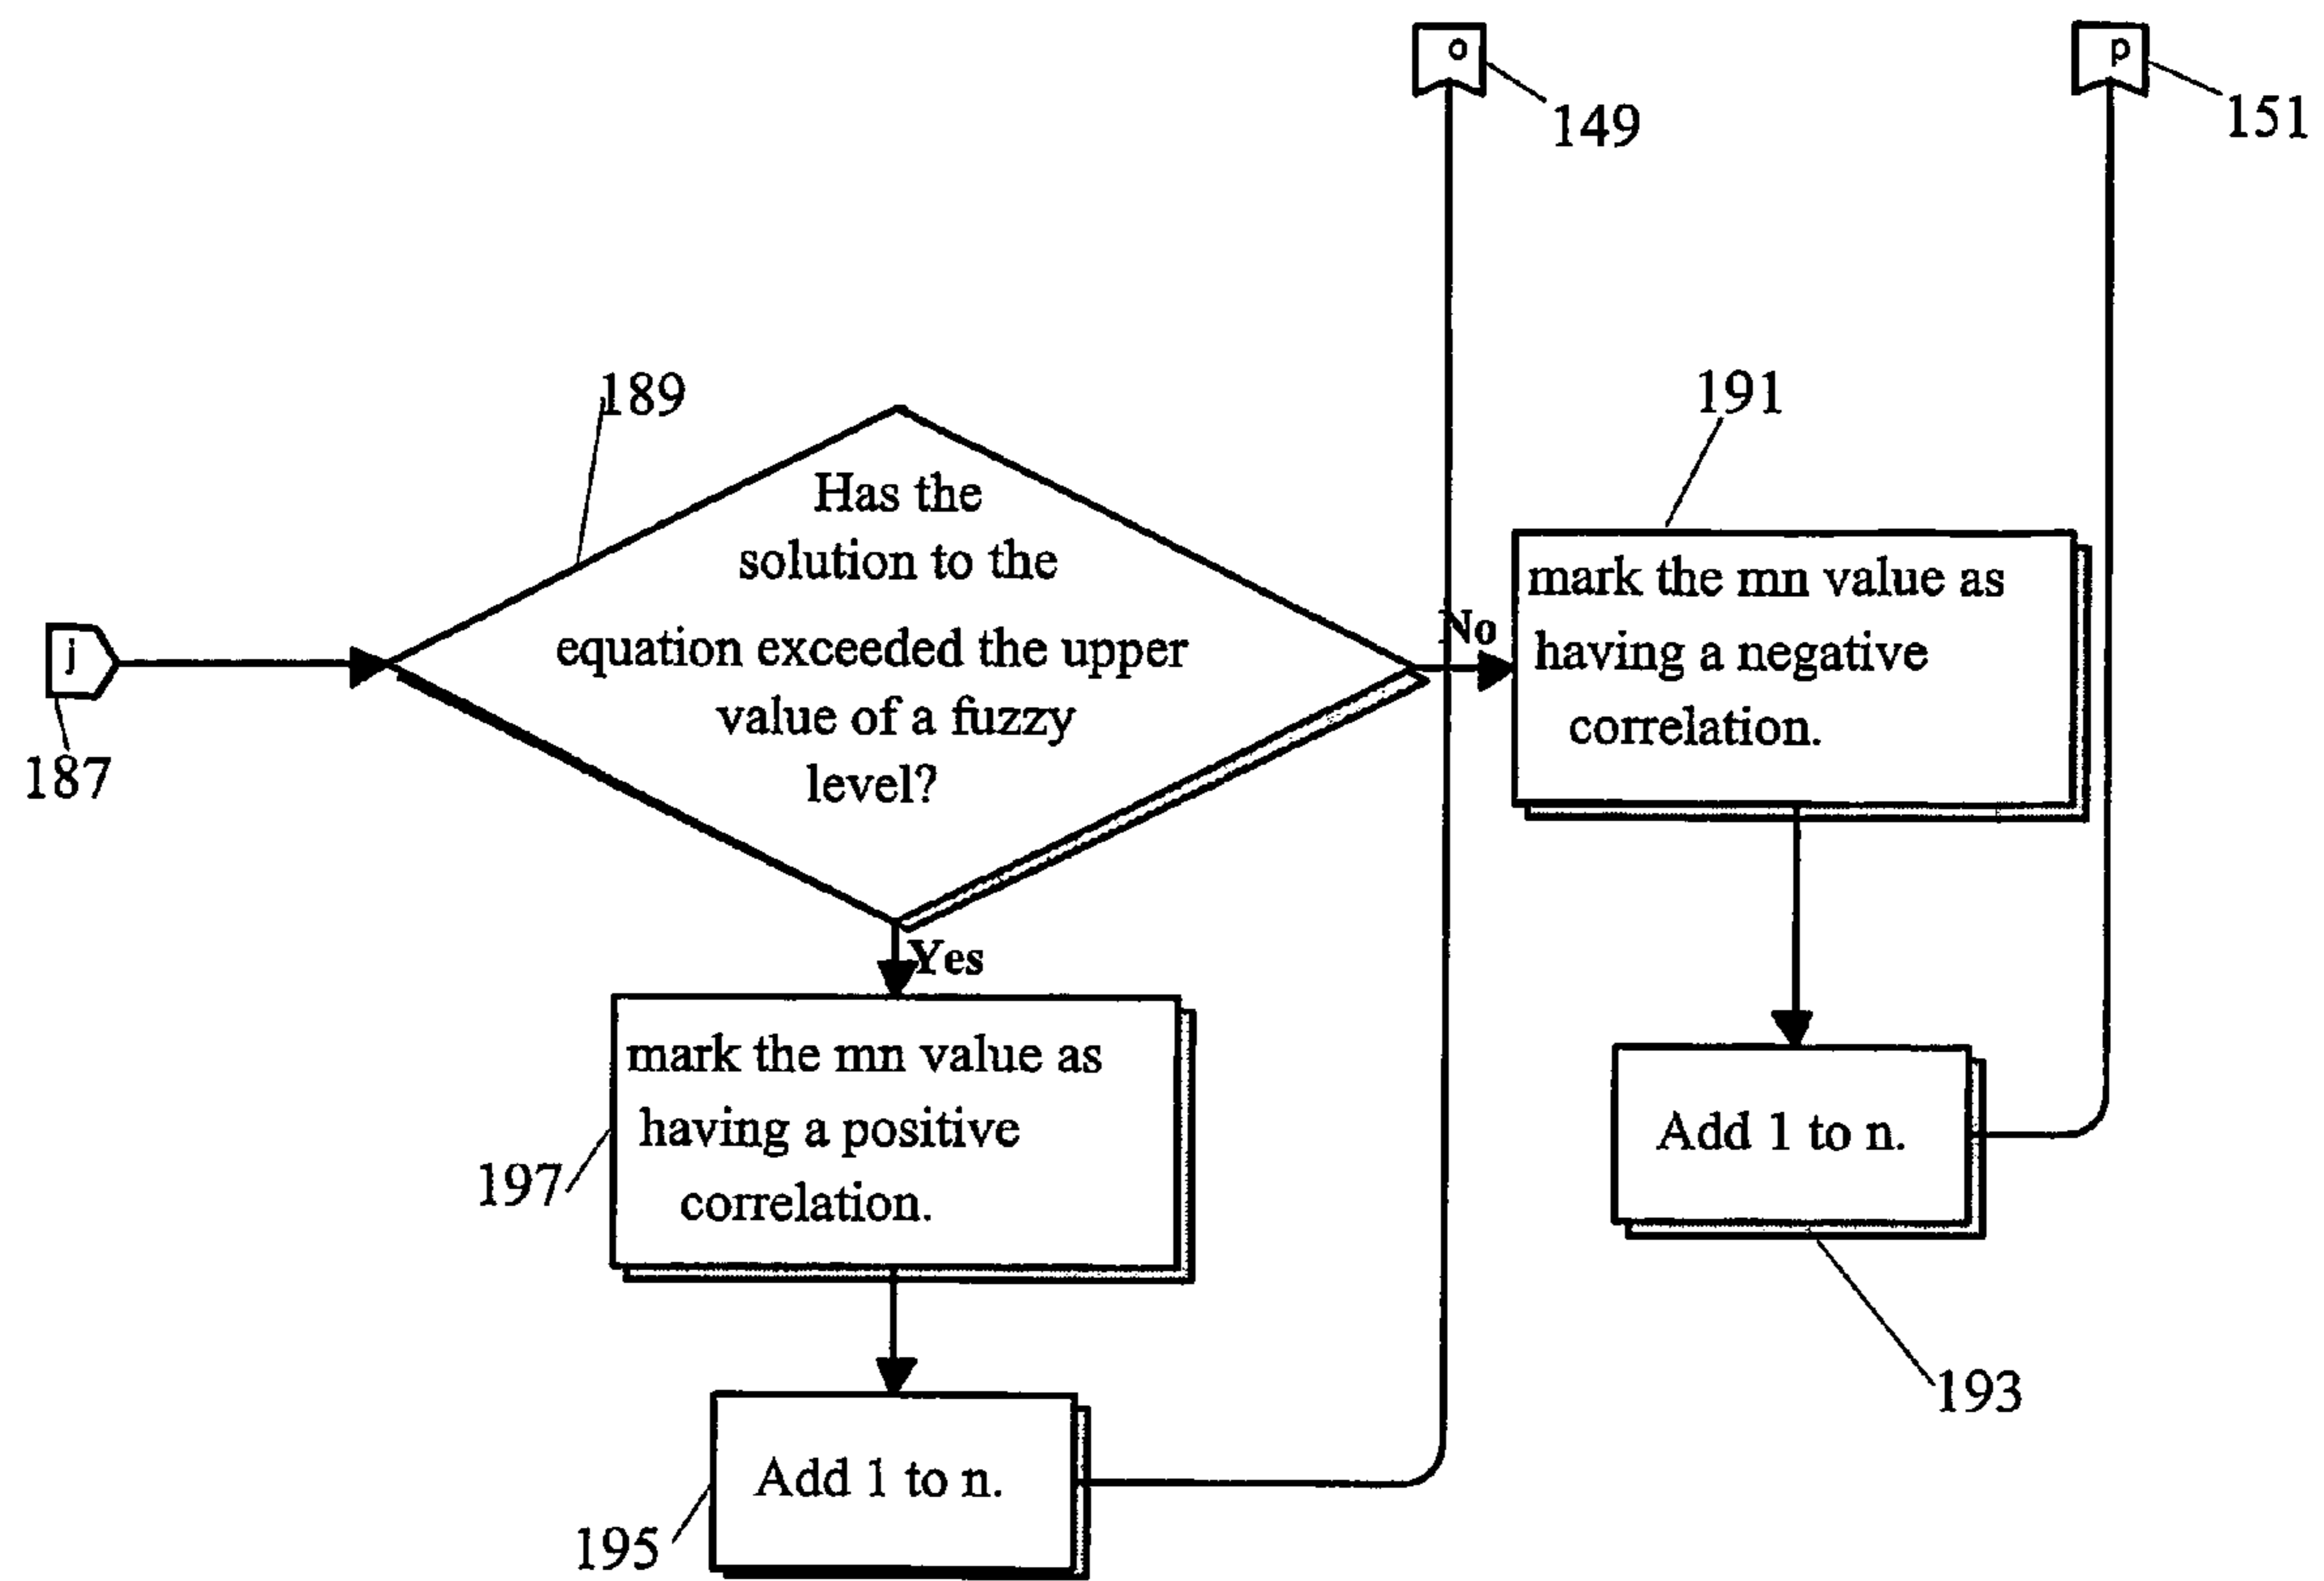 o
149
p
151
189
Has the
solution to the
equation exceeded the upper
value of a fuzzy
level?
j
187
No
191
mark the mn value as
having a negative
correlation.
Yes
mark the mn value as
having a positive
correlation.
197
Add 1 to n.
193
Add 1 to n.
195